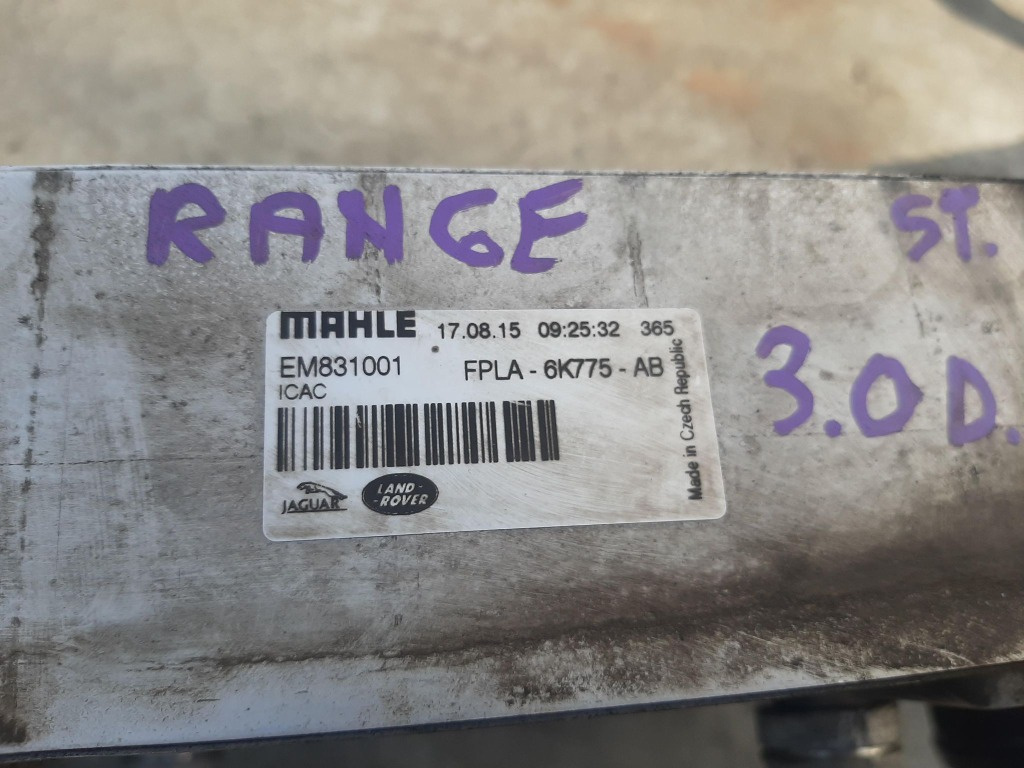 RANGE ST.
3.0 D.
MAHLE 17.08.15 09:25:32 365
EM831001 FPLA - 6K775 - AB
ICAC
JAGUAR LAND-
-ROVER
Made in Czech Republic